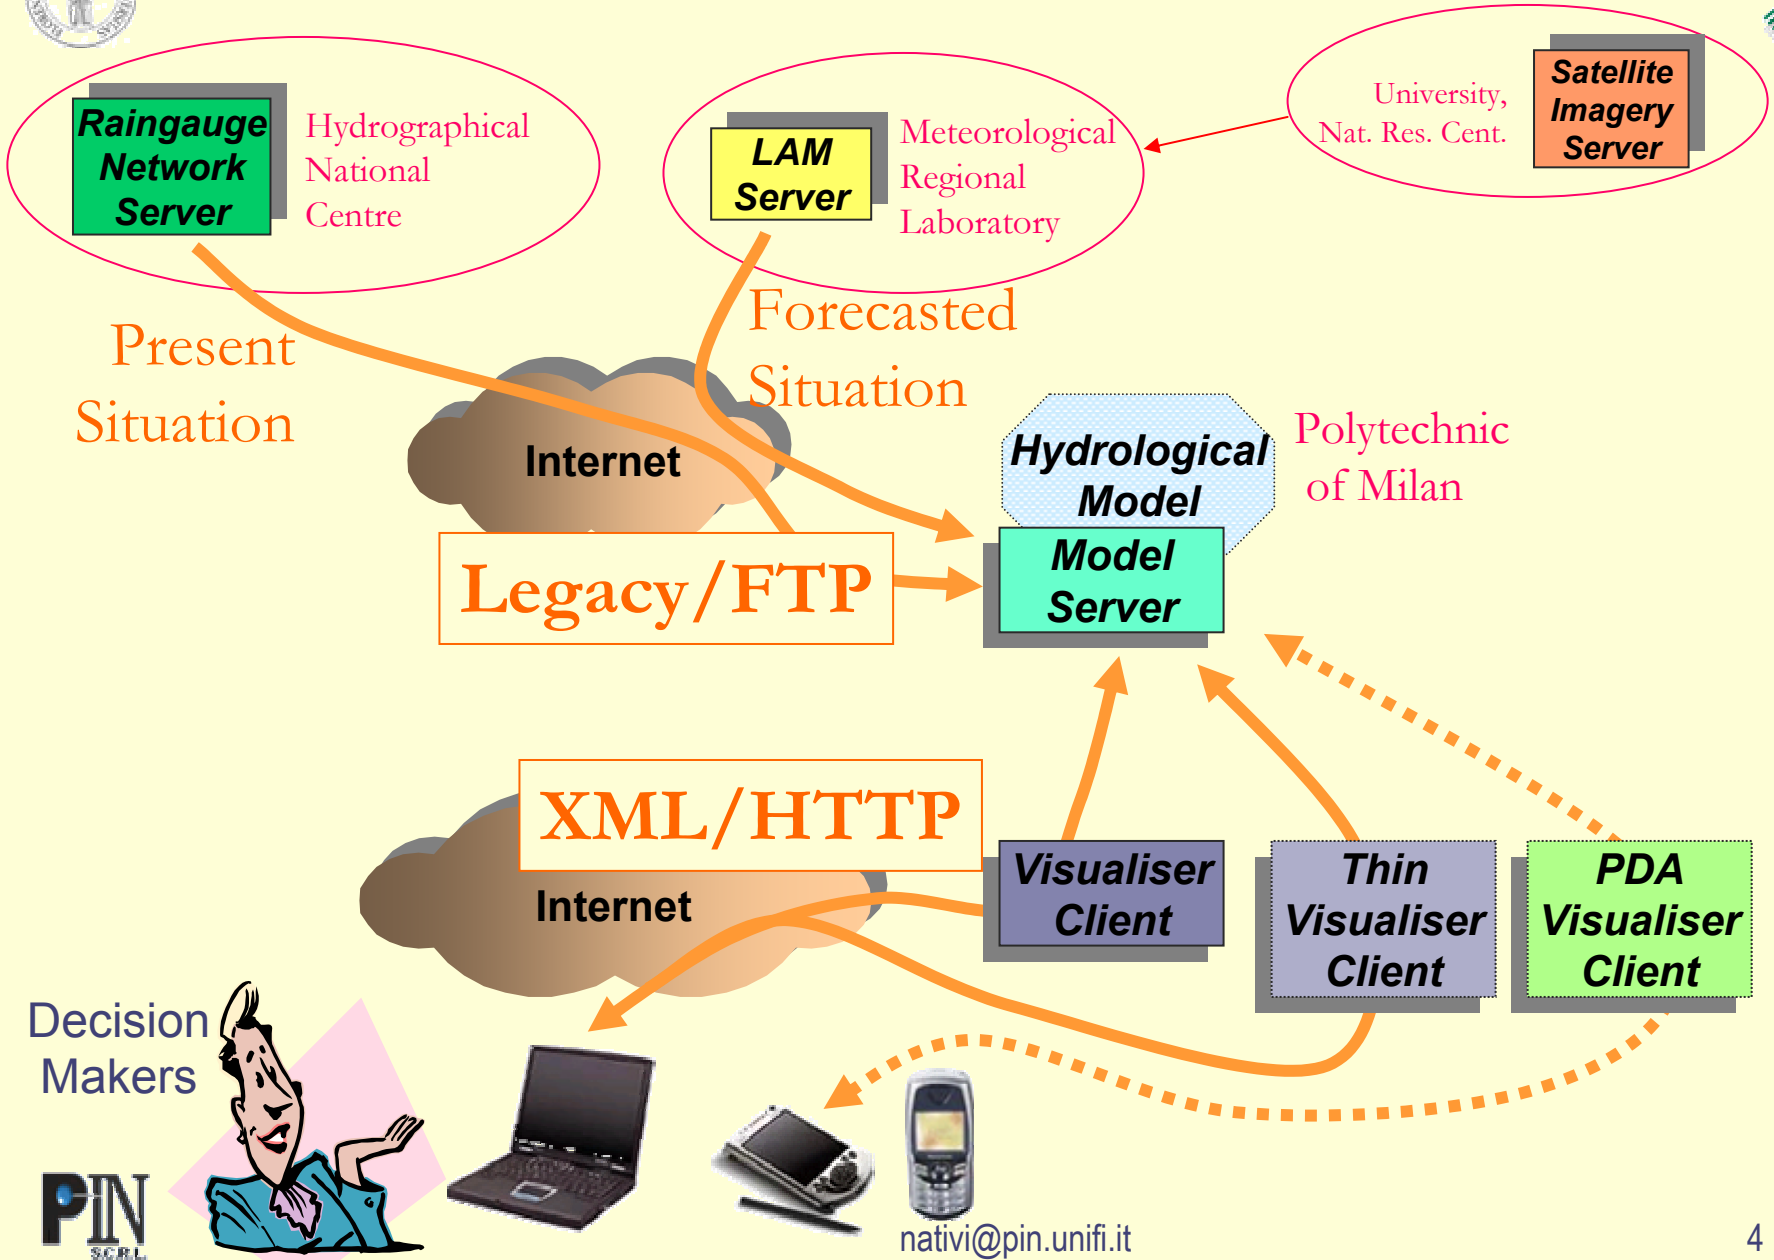 Raingauge
Network
Server
Hydrographical
National
Centre
LAM
Server
Meteorological
Regional
Laboratory
University,
Nat. Res. Cent.
Satellite
Imagery
Server
Present
Situation
Forecasted
Situation
Internet
Hydrological
Model
Polytechnic
of Milan
Legacy/FTP
Model
Server
XML/HTTP
Internet
Visualiser
Client
Thin
Visualiser
Client
PDA
Visualiser
Client
Decision
Makers
PIN
S.C.R.L.
nativi@pin.unifi.it
4